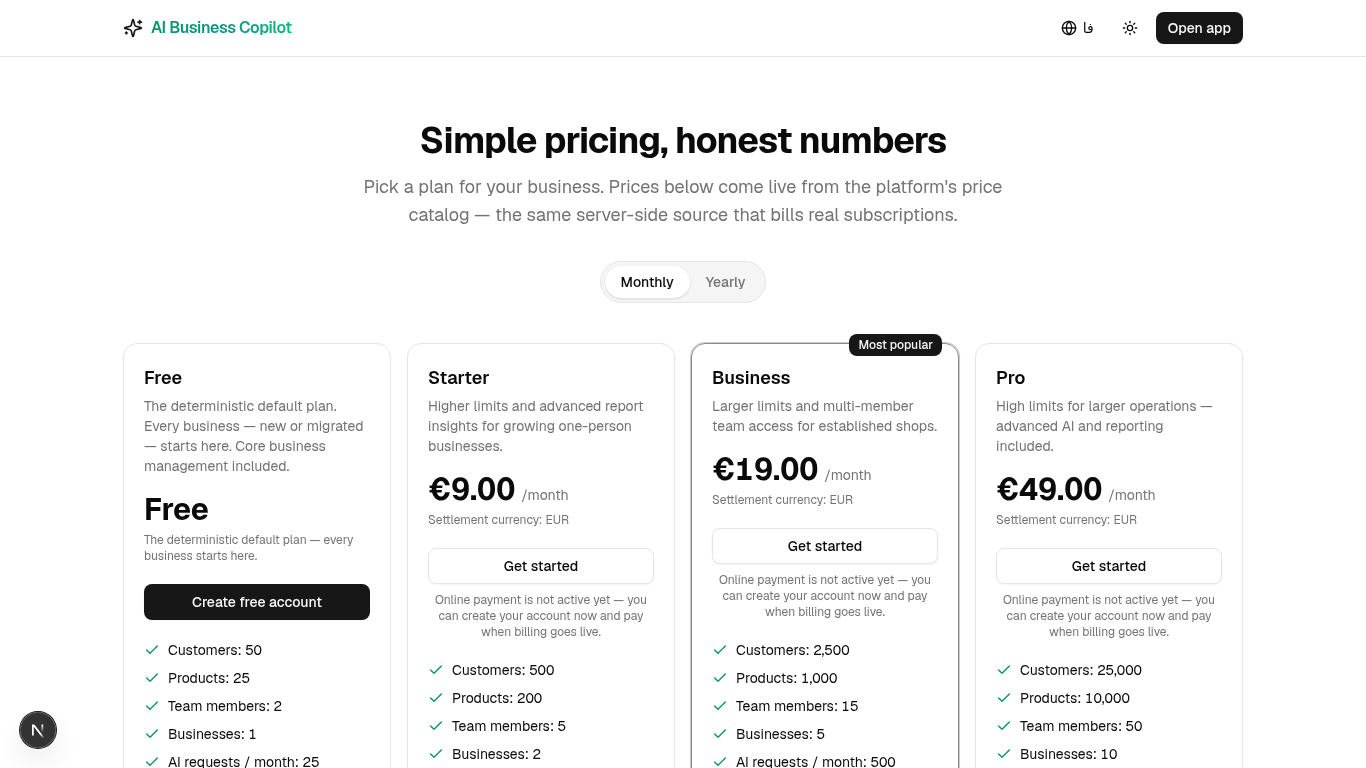 AI Business Copilot
فا
Open app
Simple pricing, honest numbers
Pick a plan for your business. Prices below come live from the platform's price
catalog — the same server-side source that bills real subscriptions.
Monthly
Yearly
Free
The deterministic default plan.
Every business — new or migrated
— starts here. Core business
management included.
Free
The deterministic default plan — every
business starts here.
Create free account
Customers: 50
Products: 25
Team members: 2
Businesses: 1
AI requests / month: 25
Starter
Higher limits and advanced report
insights for growing one-person
businesses.
€9.00 /month
Settlement currency: EUR
Get started
Online payment is not active yet — you
can create your account now and pay
when billing goes live.
Customers: 500
Products: 200
Team members: 5
Businesses: 2
Most popular
Business
Larger limits and multi-member
team access for established shops.
€19.00 /month
Settlement currency: EUR
Get started
Online payment is not active yet — you
can create your account now and pay
when billing goes live.
Customers: 2,500
Products: 1,000
Team members: 15
Businesses: 5
AI requests / month: 500
Pro
High limits for larger operations —
advanced AI and reporting
included.
€49.00 /month
Settlement currency: EUR
Get started
Online payment is not active yet — you
can create your account now and pay
when billing goes live.
Customers: 25,000
Products: 10,000
Team members: 50
Businesses: 10
N